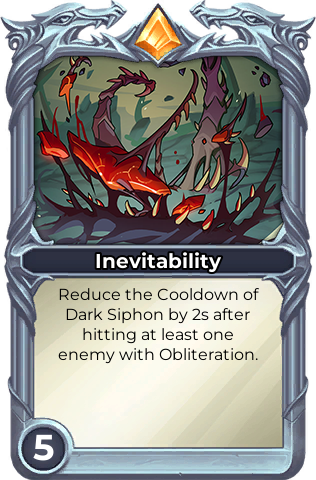 Inevitability
Reduce the Cooldown of
Dark Siphon by 2s after
hitting at least one
enemy with Obliteration.
5